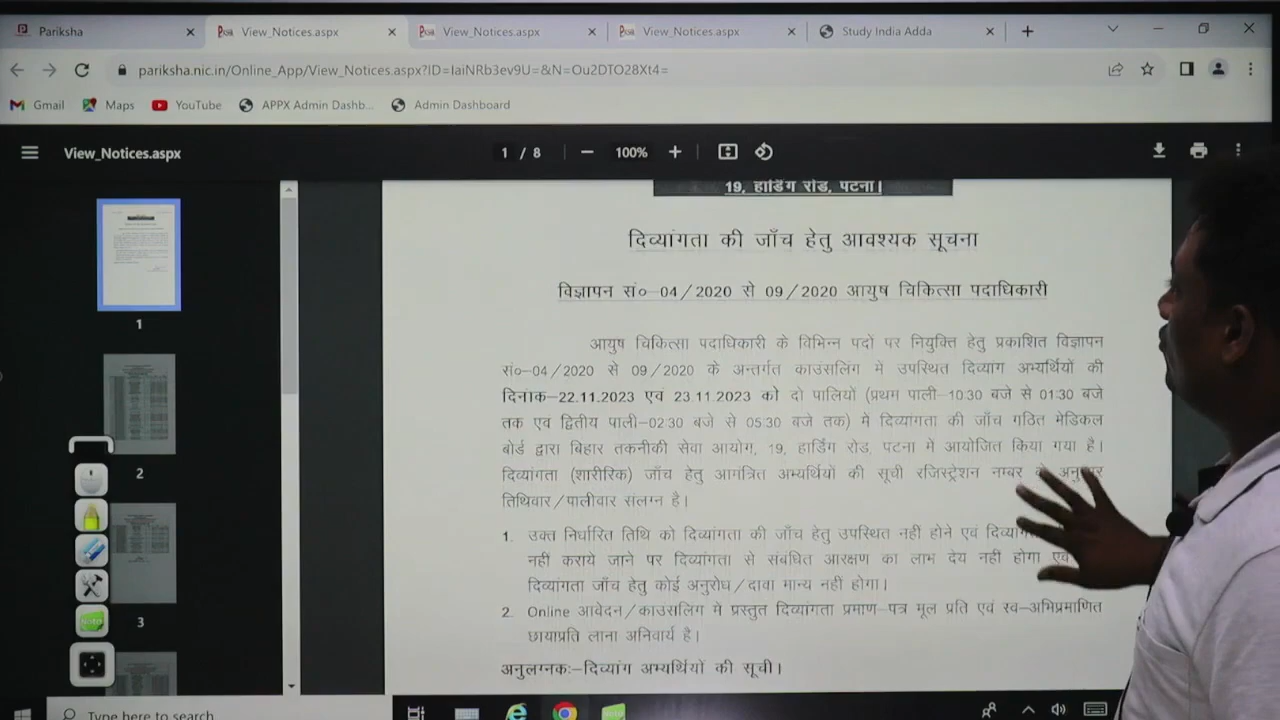 Pariksha
View_Notices.aspx
View_Notices.aspx
View_Notices.aspx
Study India Adda
pariksha.nic.in/Online_App/View_Notices.aspx?ID=IaiNRb3ev9U=&N=Ou2DTO28Xt4=
Gmail Maps YouTube APPX Admin Dashb... Admin Dashboard
View_Notices.aspx 1 / 8 100%
19, हार्डिंग रोड, पटना।
दिव्यांगता की जाँच हेतु आवश्यक सूचना
विज्ञापन सं०-04/2020 से 09/2020 आयुष चिकित्सा पदाधिकारी
आयुष चिकित्सा पदाधिकारी के विभिन्न पदों पर नियुक्ति हेतु प्रकाशित विज्ञापन
सं०-04/2020 से 09/2020 के अन्तर्गत काउंसलिंग में उपस्थित दिव्यांग अभ्यर्थियों की
दिनांक-22.11.2023 एवं 23.11.2023 को दो पालियों (प्रथम पाली-10:30 बजे से 01:30 बजे
तक एवं द्वितीय पाली-02:30 बजे से 05:30 बजे तक) में दिव्यांगता की जाँच गठित मेडिकल
बोर्ड द्वारा बिहार तकनीकी सेवा आयोग, 19, हार्डिंग रोड, पटना में आयोजित किया गया है।
दिव्यांगता (शारीरिक) जाँच हेतु आमंत्रित अभ्यर्थियों की सूची रजिस्ट्रेशन नम्बर के अनुसार
तिथिवार/पालीवार संलग्न है।
1. उक्त निर्धारित तिथि को दिव्यांगता की जाँच हेतु उपस्थित नहीं होने एवं
नहीं कराये जाने पर दिव्यांगता से संबंधित आरक्षण का लाभ देय नहीं होगा एवं
दिव्यांगता जाँच हेतु कोई अनुरोध/दावा मान्य नहीं होगा।
2. Online आवेदन/काउंसलिंग में प्रस्तुत दिव्यांगता प्रमाण-पत्र मूल प्रति एवं स्व-अभिप्रमाणित
छायाप्रति लाना अनिवार्य है।
अनुलग्नकः-दिव्यांग अभ्यर्थियों की सूची।
1
2
3
Note
Type here to search
Note